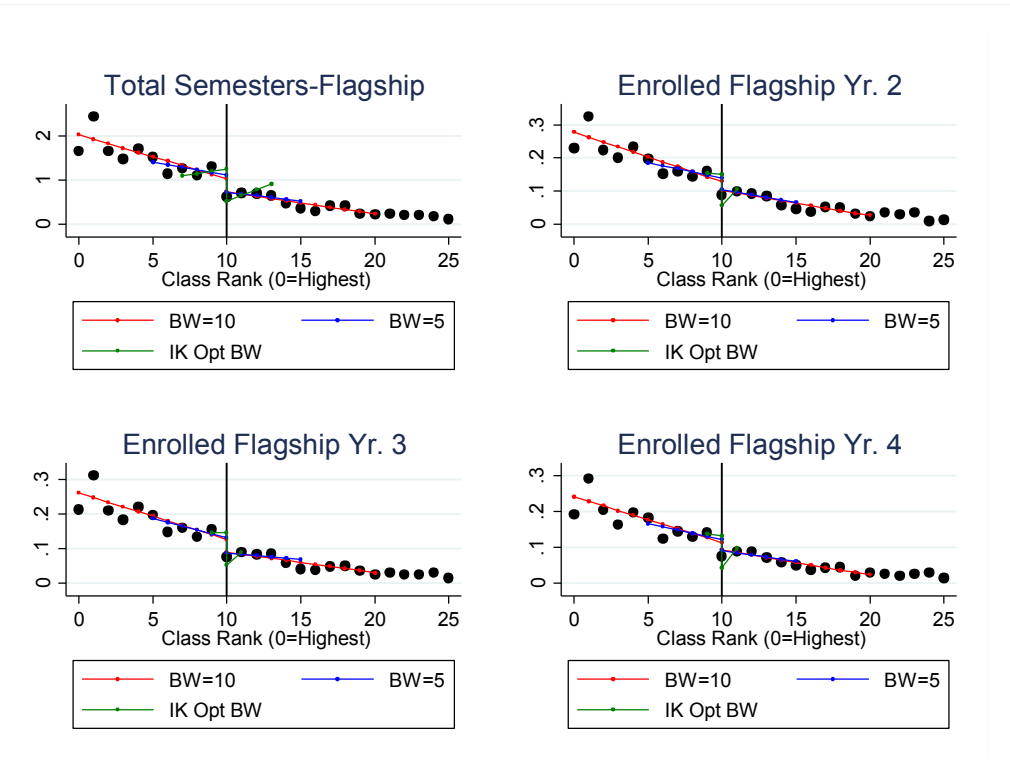 Total Semesters-Flagship
2
1
0
0 5 10 15 20 25
Class Rank (0=Highest)
BW=10 BW=5
IK Opt BW
Enrolled Flagship Yr. 2
.3
.2
.1
0
0 5 10 15 20 25
Class Rank (0=Highest)
BW=10 BW=5
IK Opt BW
Enrolled Flagship Yr. 3
.3
.2
.1
0
0 5 10 15 20 25
Class Rank (0=Highest)
BW=10 BW=5
IK Opt BW
Enrolled Flagship Yr. 4
.3
.2
.1
0
0 5 10 15 20 25
Class Rank (0=Highest)
BW=10 BW=5
IK Opt BW